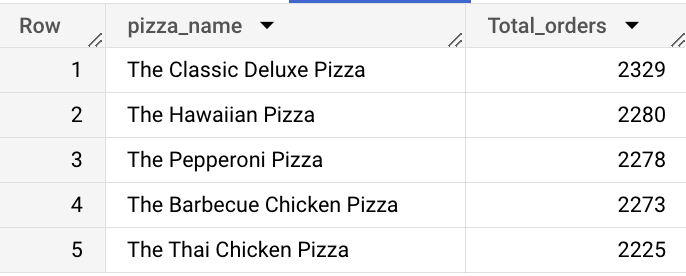 Row pizza_name Total_orders
1 The Classic Deluxe Pizza 2329
2 The Hawaiian Pizza 2280
3 The Pepperoni Pizza 2278
4 The Barbecue Chicken Pizza 2273
5 The Thai Chicken Pizza 2225